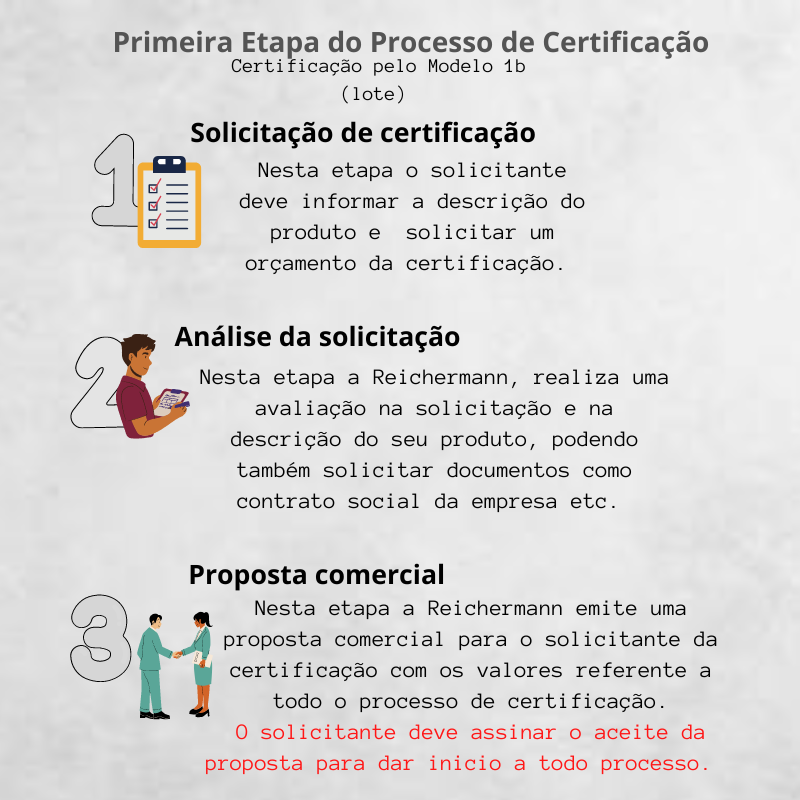 Primeira Etapa do Processo de Certificação
Certificação pelo Modelo 1b
(lote)
1
Solicitação de certificação
Nesta etapa o solicitante
deve informar a descrição do
produto e solicitar um
orçamento da certificação.
2
Análise da solicitação
Nesta etapa a Reichermann, realiza uma
avaliação na solicitação e na
descrição do seu produto, podendo
também solicitar documentos como
contrato social da empresa etc.
3
Proposta comercial
Nesta etapa a Reichermann emite uma
proposta comercial para o solicitante da
certificação com os valores referente a
todo o processo de certificação.
O solicitante deve assinar o aceite da
proposta para dar inicio a todo processo.